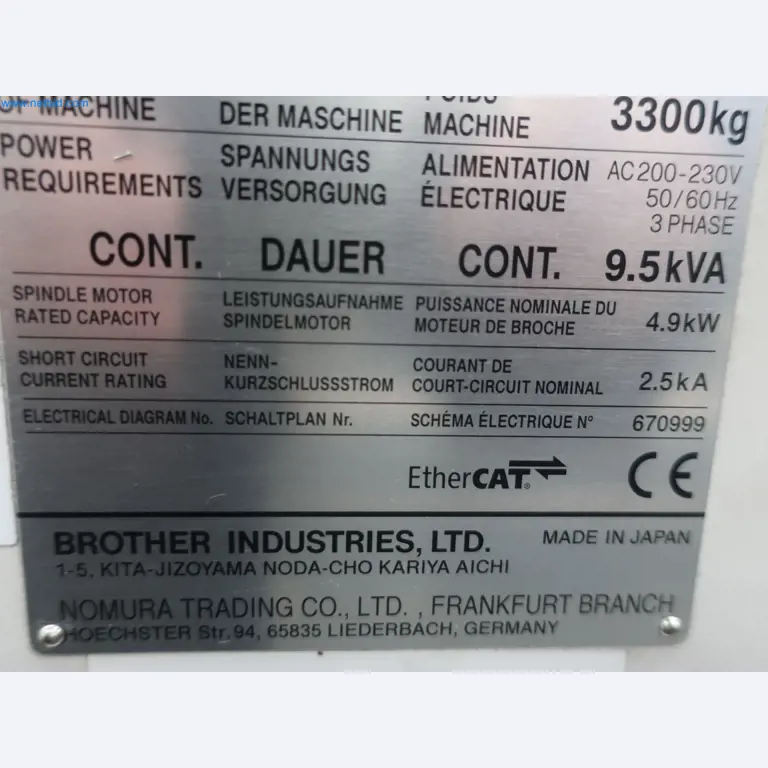 OF MACHINE DER MASCHINE POIDS MACHINE 3300kg
POWER REQUIREMENTS
SPANNUNGS VERSORGUNG
ALIMENTATION ÉLECTRIQUE
AC200-230V
50/60Hz
3 PHASE
CONT. DAUER CONT. 9.5kVA
SPINDLE MOTOR RATED CAPACITY
LEISTUNGSAUFNAHME SPINDELMOTOR
PUISSANCE NOMINALE DU MOTEUR DE BROCHE
4.9kW
SHORT CIRCUIT CURRENT RATING
NENN-
KURZSCHLUSSSTROM
COURANT DE COURT-CIRCUIT NOMINAL
2.5kA
ELECTRICAL DIAGRAM No. SCHALTPLAN Nr. SCHÉMA ÉLECTRIQUE N° 670999
EtherCAT® CE
BROTHER INDUSTRIES, LTD. MADE IN JAPAN
1-5, KITA-JIZOYAMA NODA-CHO KARIYA AICHI
NOMURA TRADING CO., LTD. , FRANKFURT BRANCH
HOECHSTER Str. 94, 65835 LIEDERBACH, GERMANY